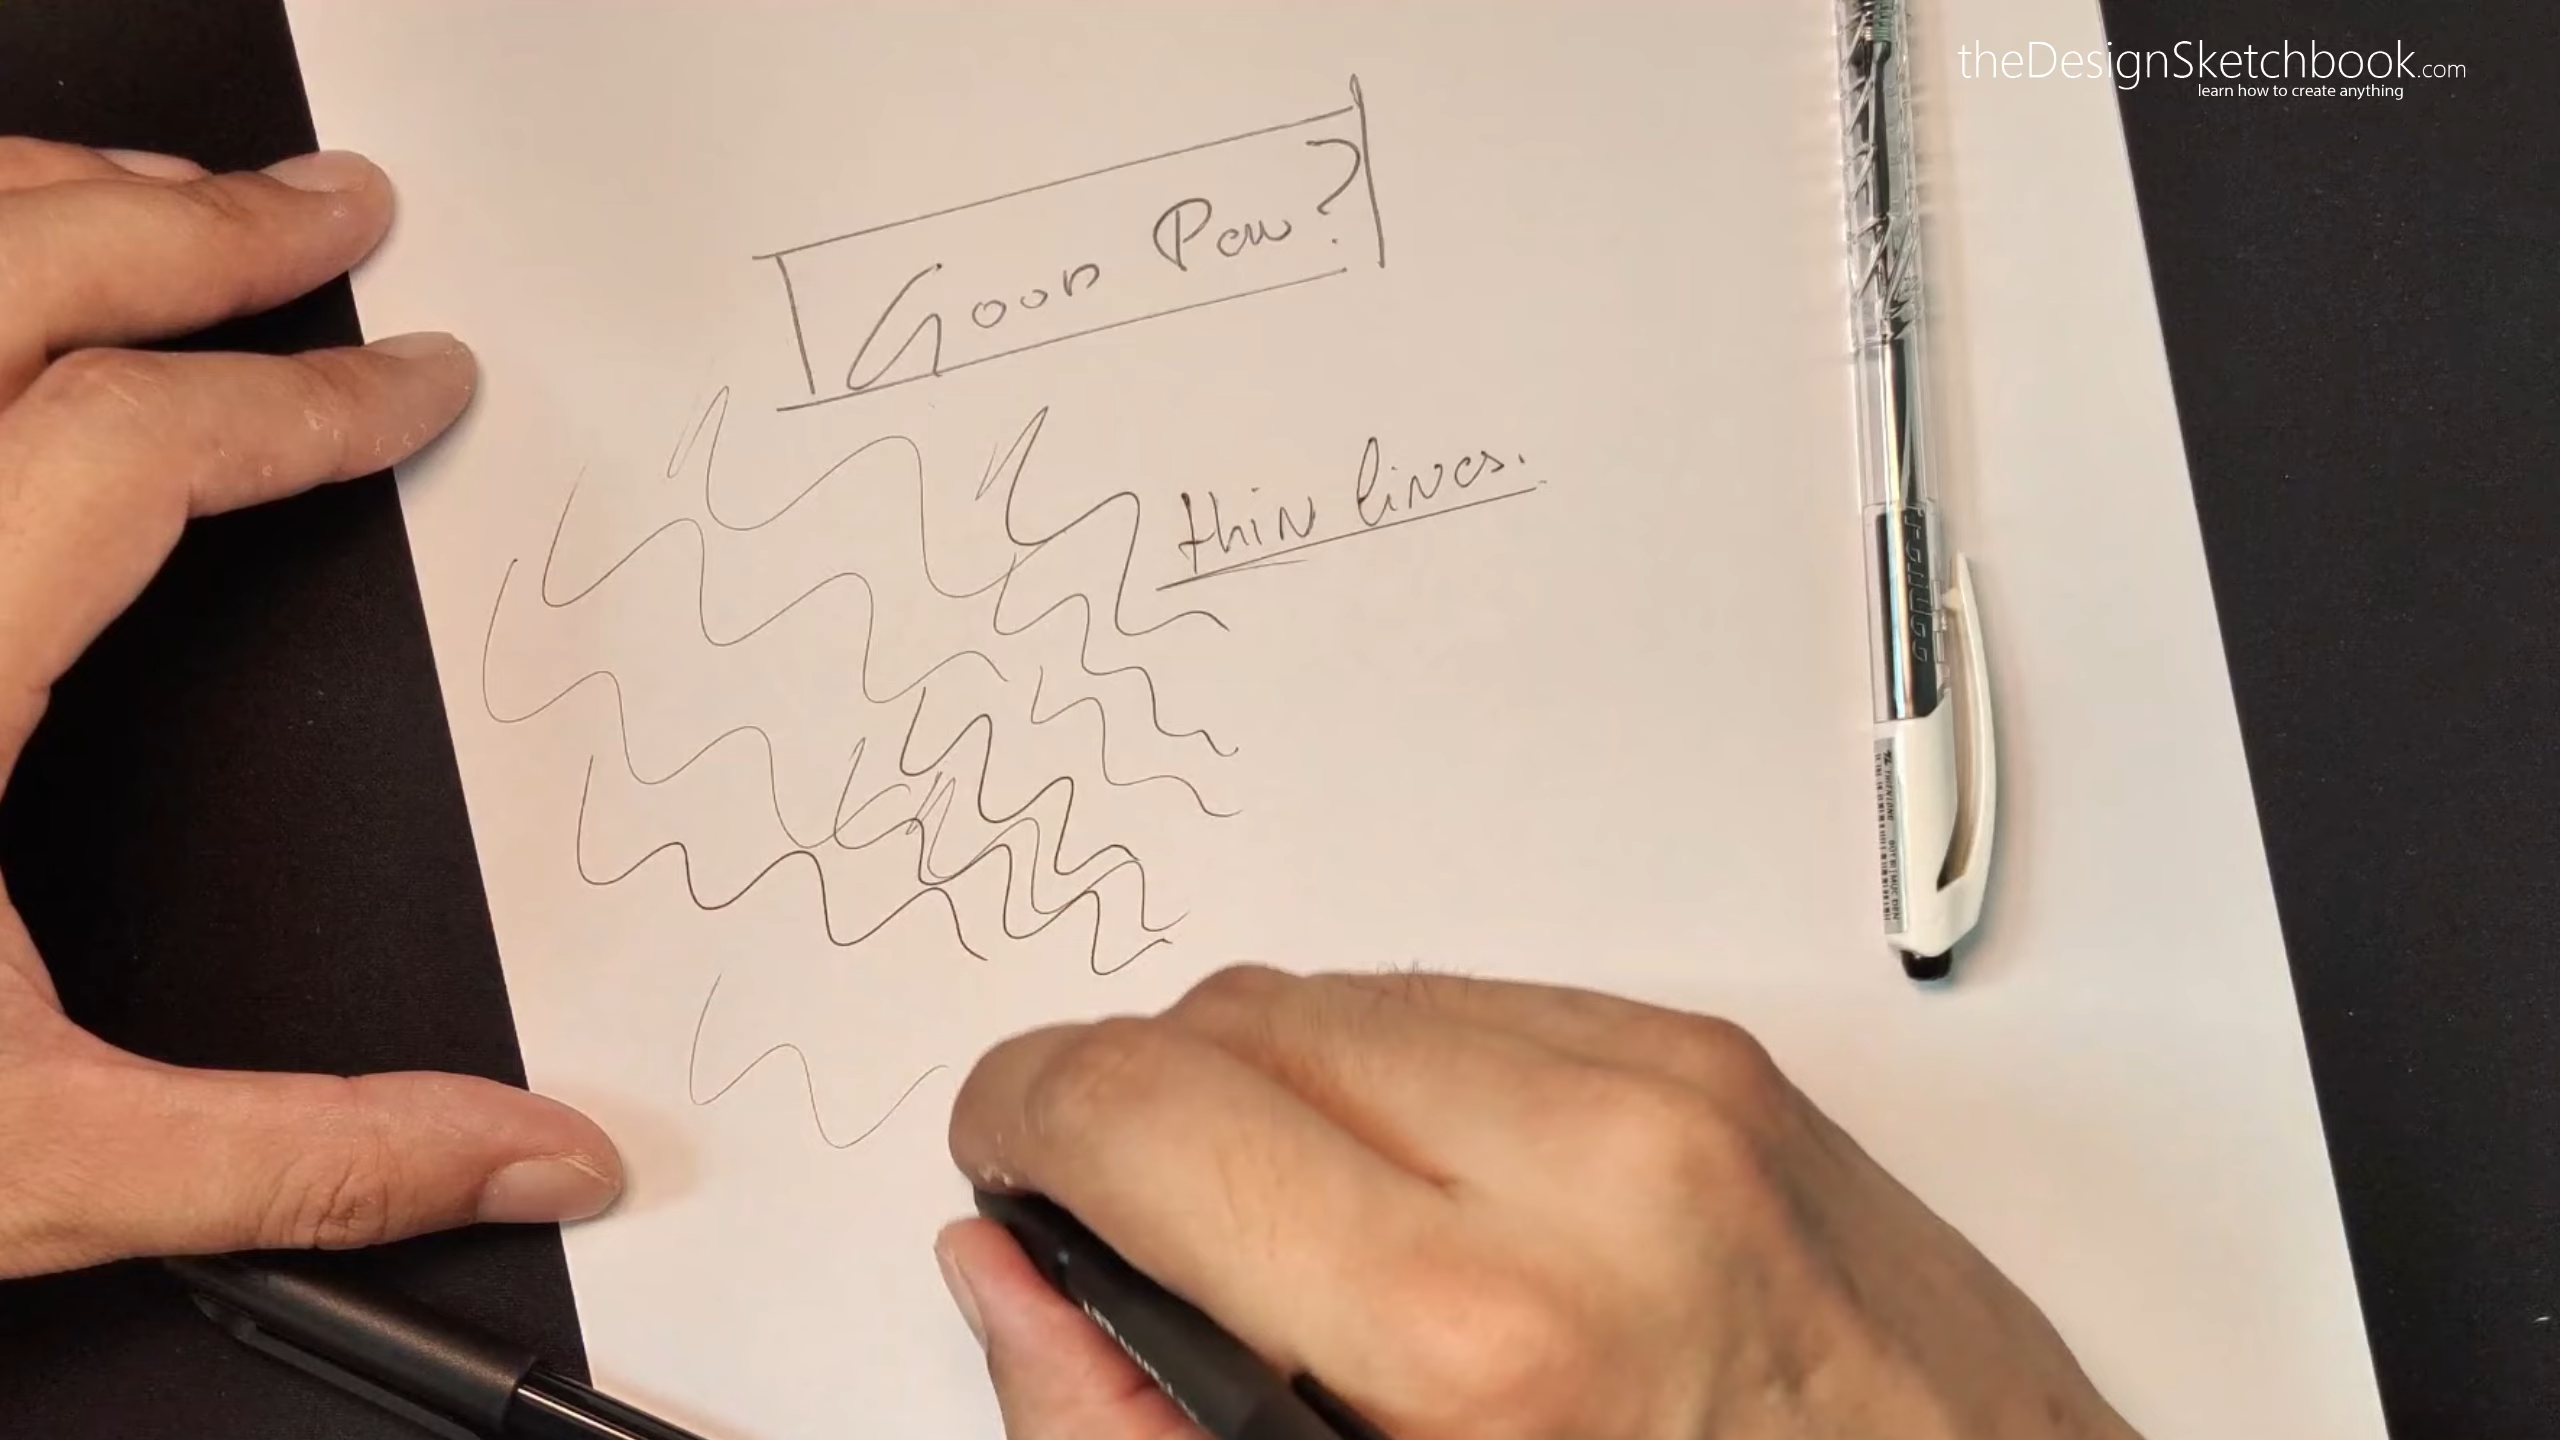 theDesignSketchbook.com
learn how to create anything
Good Pen?
thin lines.